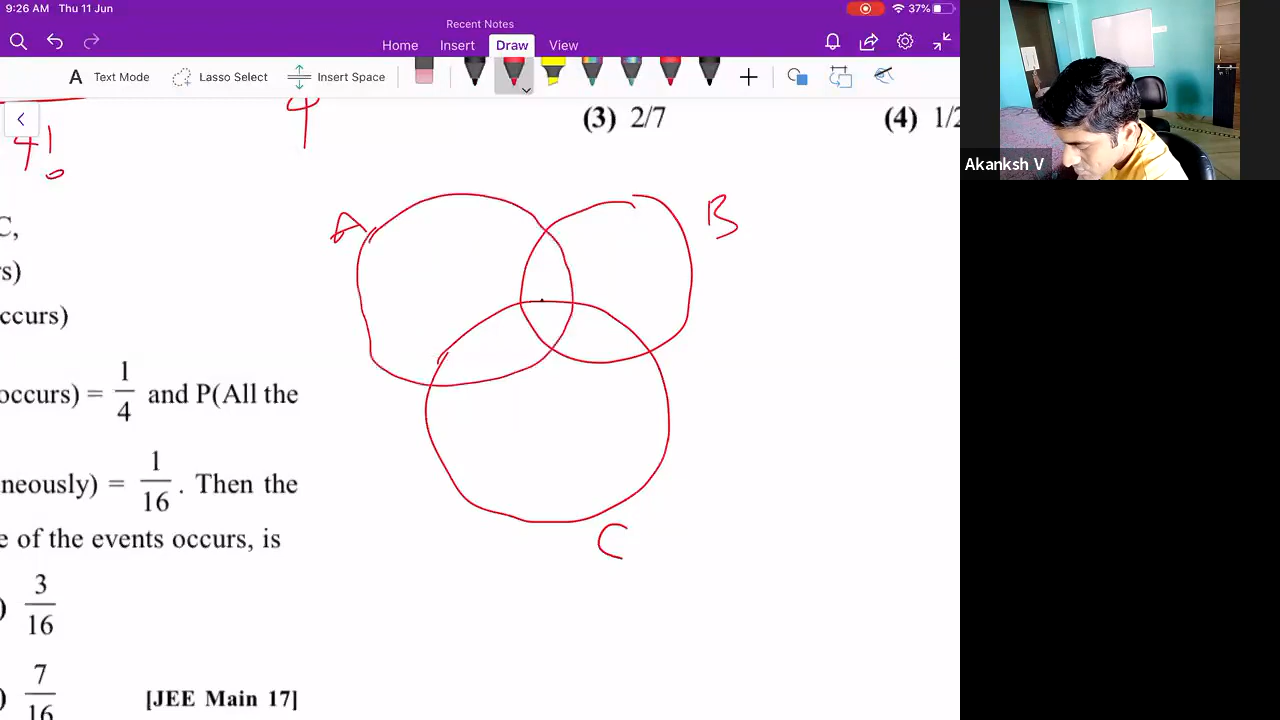 9:26 AM Thu 11 Jun
37%
Recent Notes
Home Insert Draw View
Text Mode Lasso Select Insert Space
4!
4
(3) 2/7
(4) 1/2
C,
A
B
s)
ccurs)
occurs) = 1/4 and P(All the
neously) = 1/16 . Then the
e of the events occurs, is
C
) 3/16
) 7/16
[JEE Main 17]
Akanksh V